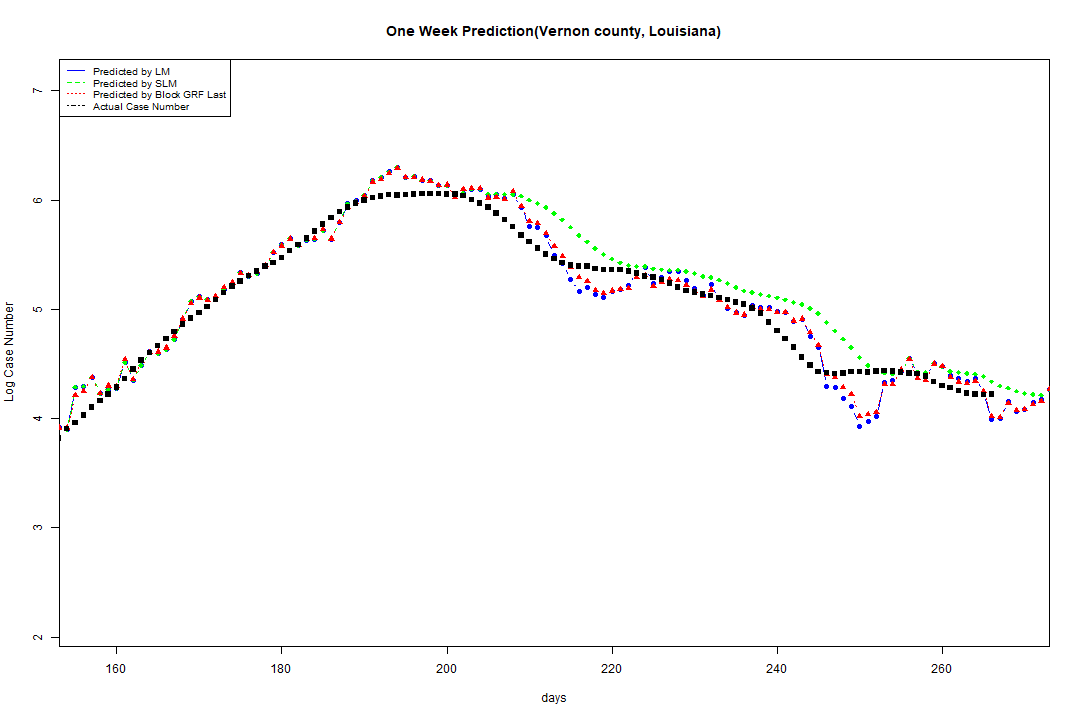 One Week Prediction(Vernon county, Louisiana)
Predicted by LM
Predicted by SLM
Predicted by Block GRF Last
Actual Case Number
7
6
5
4
3
2
Log Case Number
160 180 200 220 240 260
days